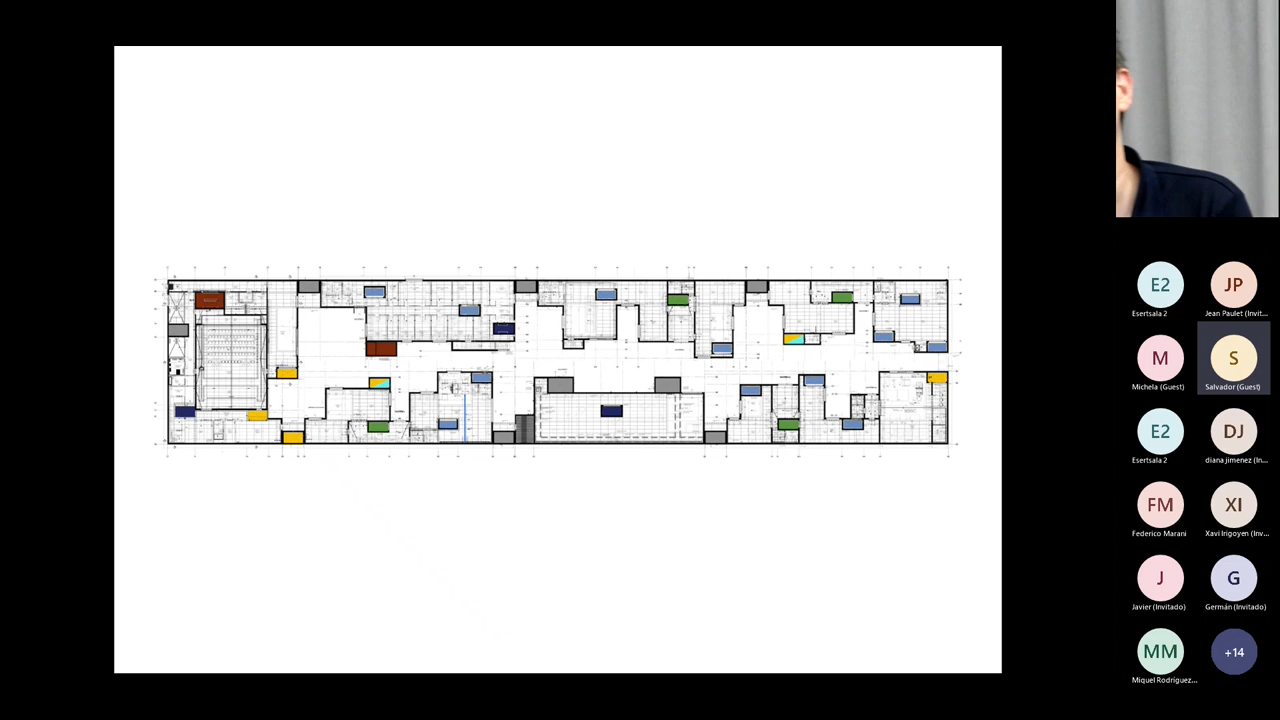 E2
JP
Esertsala 2
Jean Paulet (Invit...
M
S
Michela (Guest)
Salvador (Guest)
E2
DJ
Esertsala 2
diana jimenez (In...
FM
XI
Federico Marani
Xavi Irigoyen (Inv...
J
G
Javier (Invitado)
Germán (Invitado)
MM
+14
Miquel Rodríguez...